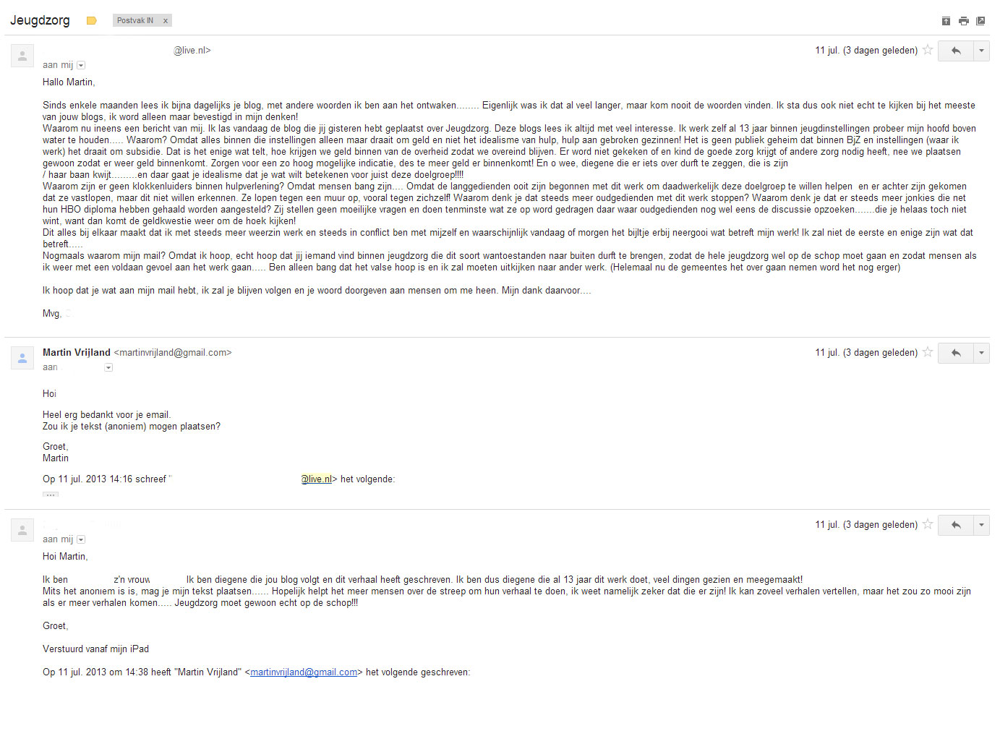 Jeugdzorg
Postvak IN x
@live.nl>
11 jul. (3 dagen geleden)
aan mij
Hallo Martin,
Sinds enkele maanden lees ik bijna dagelijks je blog, met andere woorden ik ben aan het ontwaken........ Eigenlijk was ik dat al veel langer, maar kom nooit de woorden vinden. Ik sta dus ook niet echt te kijken bij het meeste
van jouw blogs, ik word alleen maar bevestigd in mijn denken!
Waarom nu ineens een bericht van mij. Ik las vandaag de blog die jij gisteren hebt geplaatst over Jeugdzorg. Deze blogs lees ik altijd met veel interesse. Ik werk zelf al 13 jaar binnen jeugdinstellingen probeer mijn hoofd boven
water te houden..... Waarom? Omdat alles binnen die instellingen alleen maar draait om geld en niet het idealisme van hulp, hulp aan gebroken gezinnen! Het is geen publiek geheim dat binnen BjZ en instellingen (waar ik
werk) het draait om subsidie. Dat is het enige wat telt, hoe krijgen we geld binnen van de overheid zodat we overeind blijven. Er word niet gekeken of en kind de goede zorg krijgt of andere zorg nodig heeft, nee we plaatsen
gewoon zodat er weer geld binnenkomt. Zorgen voor een zo hoog mogelijke indicatie, des te meer geld er binnenkomt! En o wee, diegene die er iets over durft te zeggen, die is zijn
/ haar baan kwijt.........en daar gaat je idealisme dat je wat wilt betekenen voor juist deze doelgroep!!!!
Waarom zijn er geen klokkenluiders binnen hulpverlening? Omdat mensen bang zijn.... Omdat de langgedienden ooit zijn begonnen met dit werk om daadwerkelijk deze doelgroep te willen helpen  en er achter zijn gekomen
dat ze vastlopen, maar dit niet willen erkennen. Ze lopen tegen een muur op, vooral tegen zichzelf! Waarom denk je dat steeds meer oudgedienden met dit werk stoppen? Waarom denk je dat er steeds meer jonkies die net
hun HBO diploma hebben gehaald worden aangesteld? Zij stellen geen moeilijke vragen en doen tenminste wat ze op word gedragen daar waar oudgedienden nog wel eens de discussie opzoeken.......die je helaas toch niet
wint, want dan komt de geldkwestie weer om de hoek kijken!
Dit alles bij elkaar maakt dat ik met steeds meer weerzin werk en steeds in conflict ben met mijzelf en waarschijnlijk vandaag of morgen het bijltje erbij neergooi wat betreft mijn werk! Ik zal niet de eerste en enige zijn wat dat
betreft.....
Nogmaals waarom mijn mail? Omdat ik hoop, echt hoop dat jij iemand vind binnen jeugdzorg die dit soort wantoestanden naar buiten durft te brengen, zodat de hele jeugdzorg wel op de schop moet gaan en zodat mensen als
ik weer met een voldaan gevoel aan het werk gaan..... Ben alleen bang dat het valse hoop is en ik zal moeten uitkijken naar ander werk. (Helemaal nu de gemeentes het over gaan nemen word het nog erger)
Ik hoop dat je wat aan mijn mail hebt, ik zal je blijven volgen en je woord doorgeven aan mensen om me heen. Mijn dank daarvoor....
Mvg,
Martin Vrijland <martinvrijland@gmail.com>
11 jul. (3 dagen geleden)
aan
Hoi
Heel erg bedankt voor je email.
Zou ik je tekst (anoniem) mogen plaatsen?
Groet,
Martin
Op 11 jul. 2013 14:16 schreef " @live.nl> het volgende:
11 jul. (3 dagen geleden)
aan mij
Hoi Martin,
Ik ben z'n vrouw Ik ben diegene die jou blog volgt en dit verhaal heeft geschreven. Ik ben dus diegene die al 13 jaar dit werk doet, veel dingen gezien en meegemaakt!
Mits het anoniem is is, mag je mijn tekst plaatsen...... Hopelijk helpt het meer mensen over de streep om hun verhaal te doen, ik weet namelijk zeker dat die er zijn! Ik kan zoveel verhalen vertellen, maar het zou zo mooi zijn
als er meer verhalen komen..... Jeugdzorg moet gewoon echt op de schop!!!
Groet,
Verstuurd vanaf mijn iPad
Op 11 jul. 2013 om 14:38 heeft "Martin Vrijland" <martinvrijland@gmail.com> het volgende geschreven: